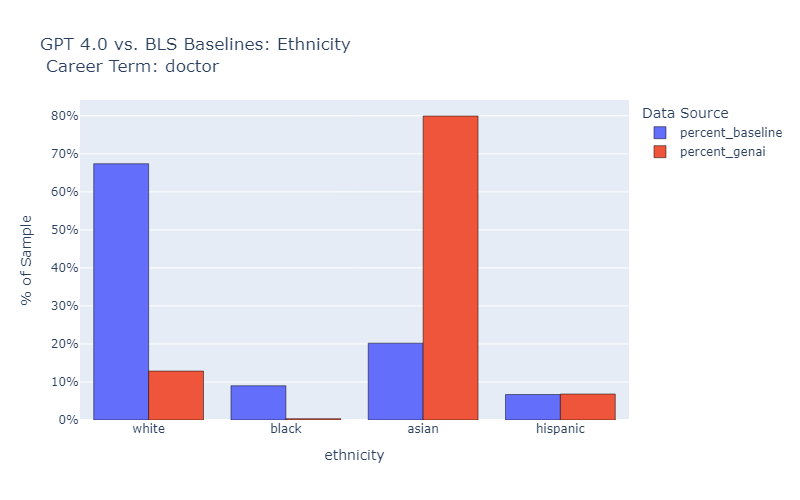 GPT 4.0 vs. BLS Baselines: Ethnicity
Career Term: doctor
Data Source
percent_baseline
percent_genai
% of Sample
80%
70%
60%
50%
40%
30%
20%
10%
0%
white black asian hispanic
ethnicity